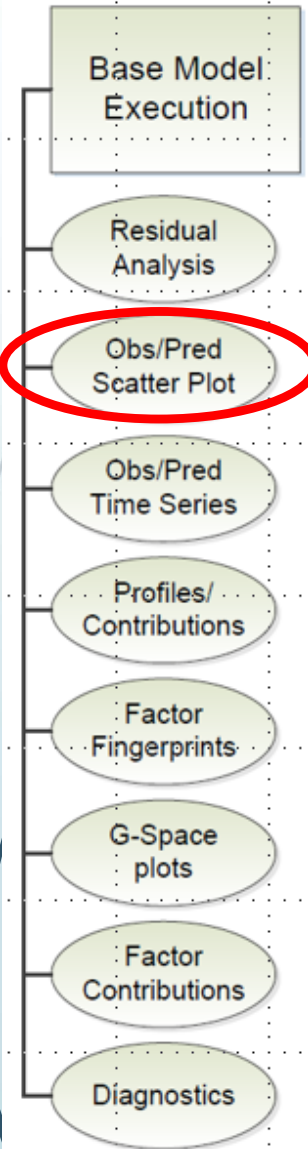 Base Model
Execution
Residual
Analysis
Obs/Pred
Scatter Plot
Obs/Pred
Time Series
Profiles/
Contributions
Factor
Fingerprints
G-Space
plots
Factor
Contributions
Diagnostics